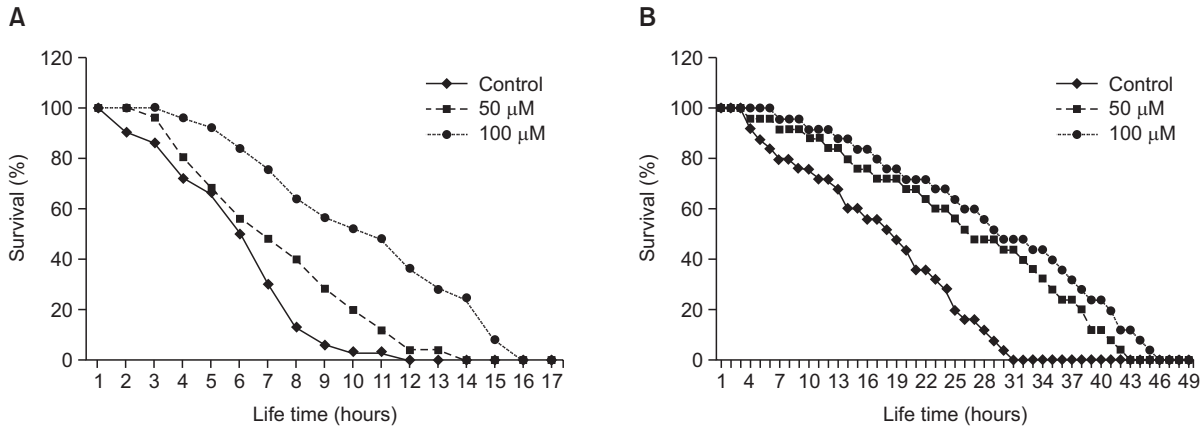 A
120
100
80
60
40
20
0
Survival (%)
Control
50 μM
100 μM
1 2 3 4 5 6 7 8 9 10 11 12 13 14 15 16 17
Life time (hours)
B
120
100
80
60
40
20
0
Survival (%)
Control
50 μM
100 μM
1 4 7 10 13 16 19 22 25 28 31 34 37 40 43 46 49
Life time (hours)